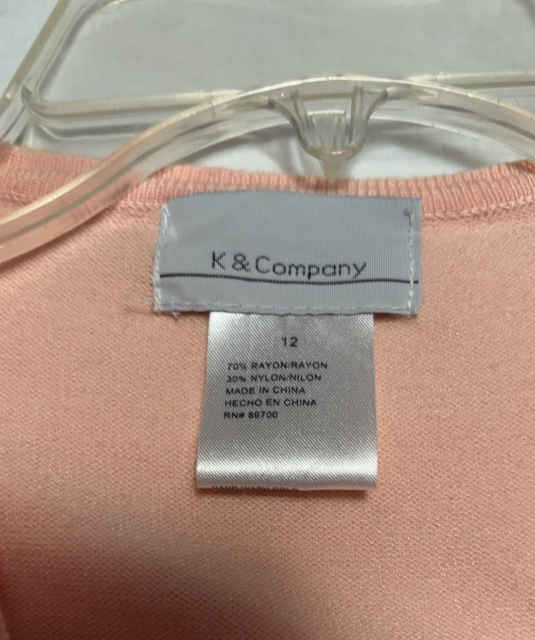 K & Company
12
70% RAYON/RAYON
30% NYLON/NILON
MADE IN CHINA
HECHO EN CHINA
RN# 89700